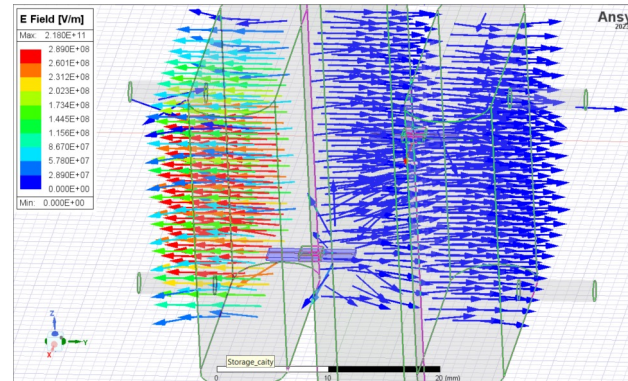 E Field [V/m]
Max: 2.180E+11
2.890E+08
2.601E+08
2.312E+08
2.023E+08
1.734E+08
1.445E+08
1.156E+08
8.670E+07
5.780E+07
2.890E+07
0.000E+00
Min: 0.000E+00
Ansy
202
Z
Y
X
Storage_caity
0 10 20 (mm)